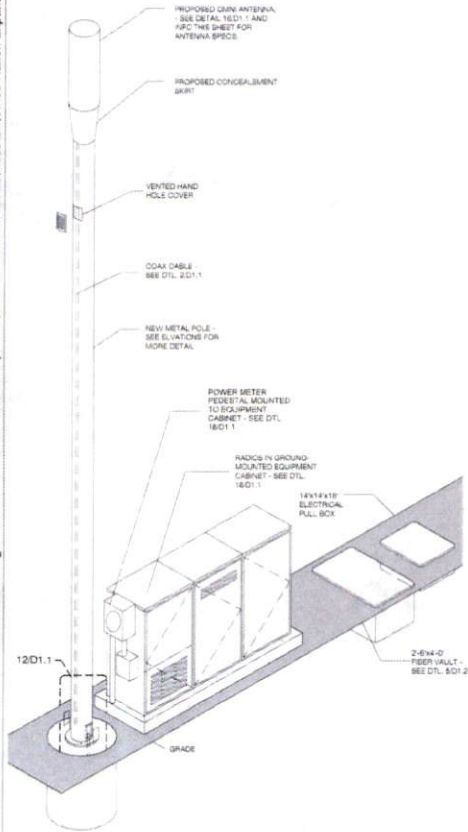 PROPOSED OMNI ANTENNA,
- SEE DETAIL 16/D1.1 AND
INFO THIS SHEET FOR
ANTENNA SPECS.
PROPOSED CONCEALEMENT
SKIRT
VENTED HAND
HOLE COVER
COAX CABLE -
SEE DTL. 2/D1.1
NEW METAL POLE -
SEE ELVATIONS FOR
MORE DETAIL
POWER METER
PEDESTAL MOUNTED
TO EQUIPMENT
CABINET - SEE DTL
18/D1.1
RADIOS IN GROUND-
MOUNTED EQUIPMENT
CABINET - SEE DTL.
18/D1.1
14"x14"x18"
ELECTRICAL
PULL BOX
12/D1.1
2'-6"x4'-0"
FIBER VAULT -
SEE DTL. 5/D1.2
GRADE